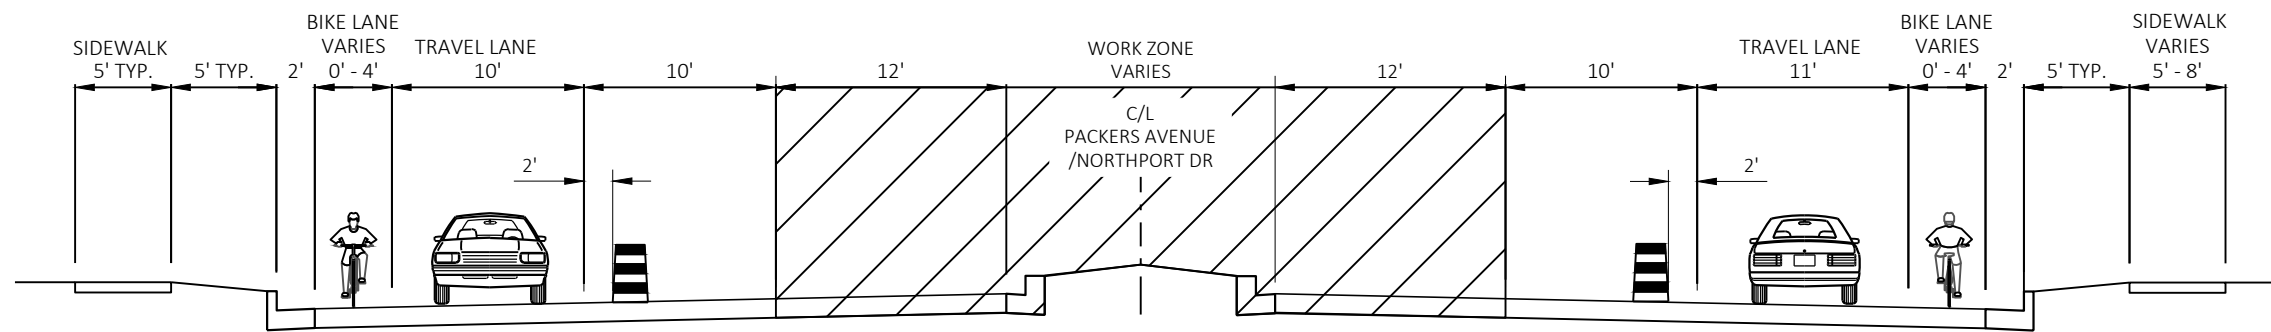 BIKE LANE
VARIES
0' - 4'
SIDEWALK
5' TYP.
5' TYP.
2'
TRAVEL LANE
10'
10'
12'
WORK ZONE
VARIES
12'
10'
TRAVEL LANE
11'
BIKE LANE
VARIES
0' - 4'
2'
5' TYP.
SIDEWALK
VARIES
5' - 8'
C/L
PACKERS AVENUE
/NORTHPORT DR
2'
2'